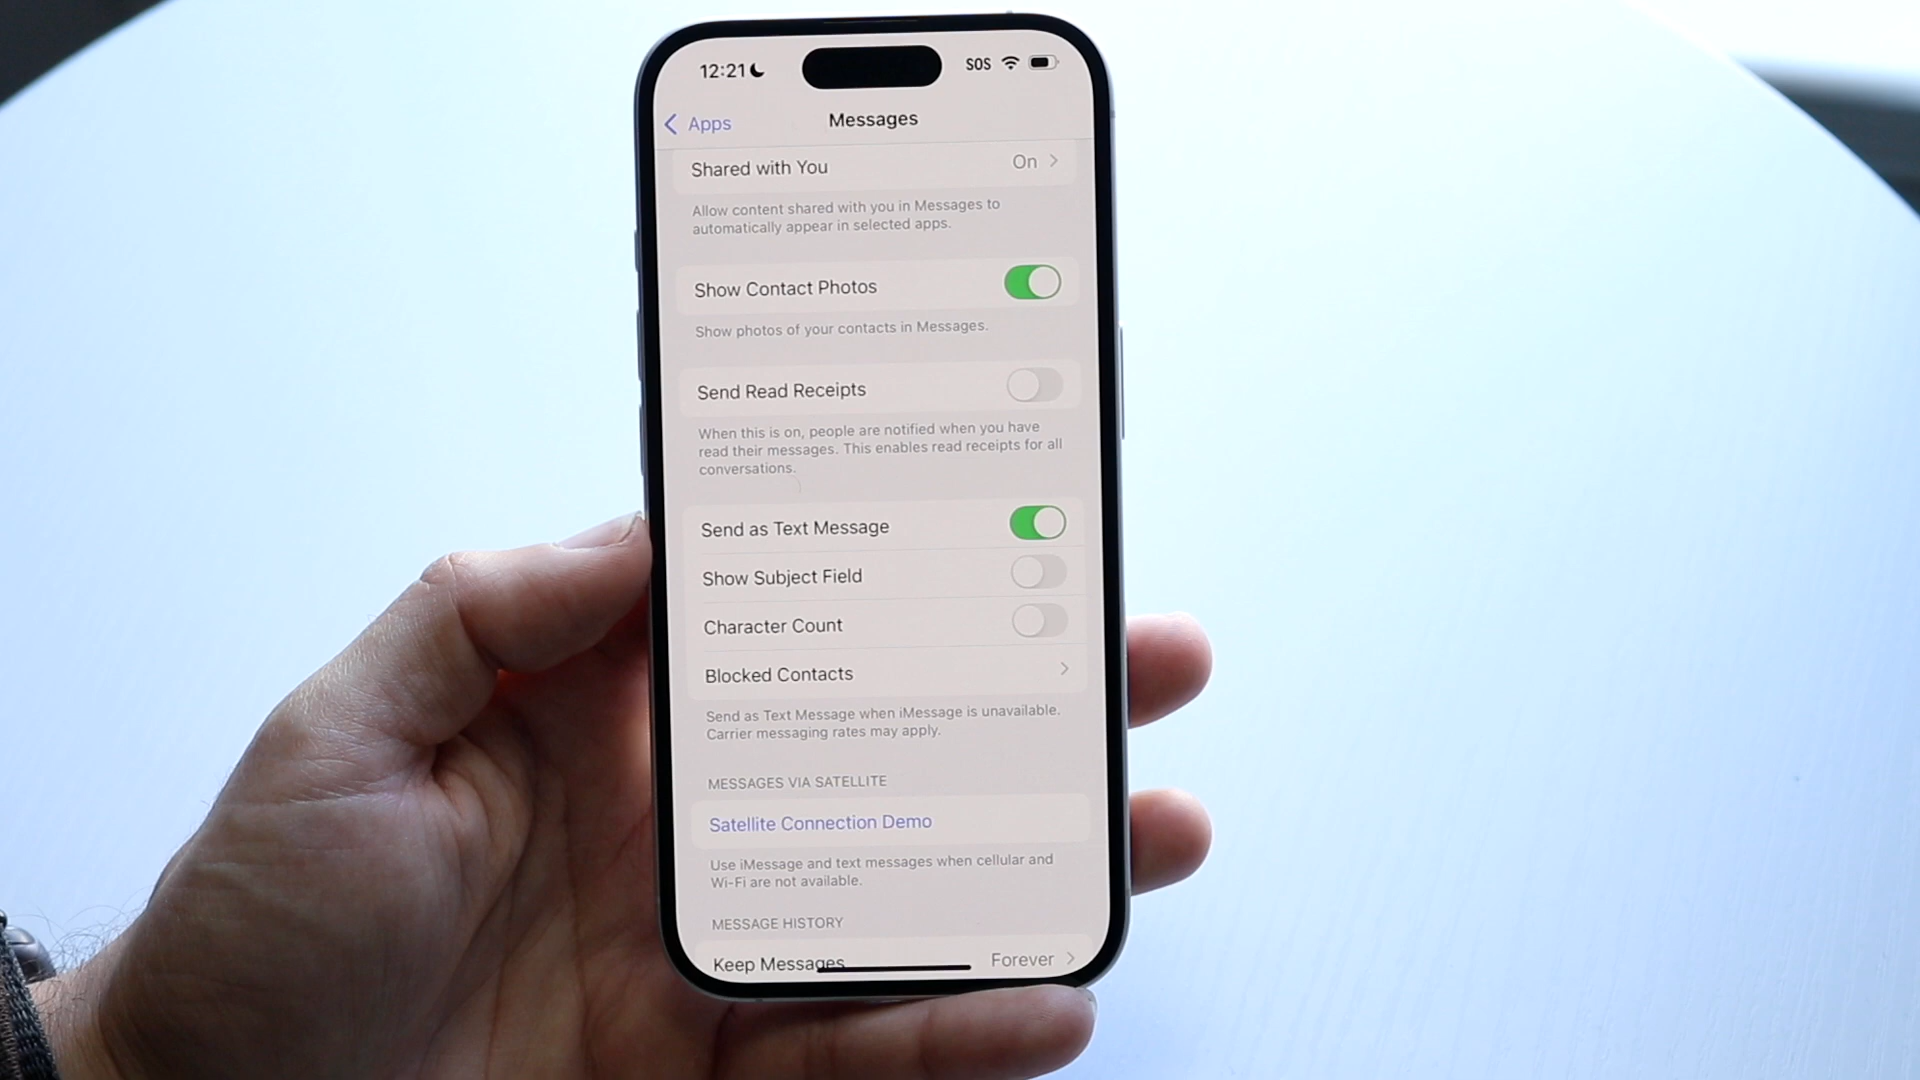 12:21
SOS
Apps
Messages
Shared with You
On
Allow content shared with you in Messages to
automatically appear in selected apps.
Show Contact Photos
Show photos of your contacts in Messages.
Send Read Receipts
When this is on, people are notified when you have
read their messages. This enables read receipts for all
conversations.
Send as Text Message
Show Subject Field
Character Count
Blocked Contacts
Send as Text Message when iMessage is unavailable.
Carrier messaging rates may apply.
MESSAGES VIA SATELLITE
Satellite Connection Demo
Use iMessage and text messages when cellular and
Wi-Fi are not available.
MESSAGE HISTORY
Keep Messages
Forever